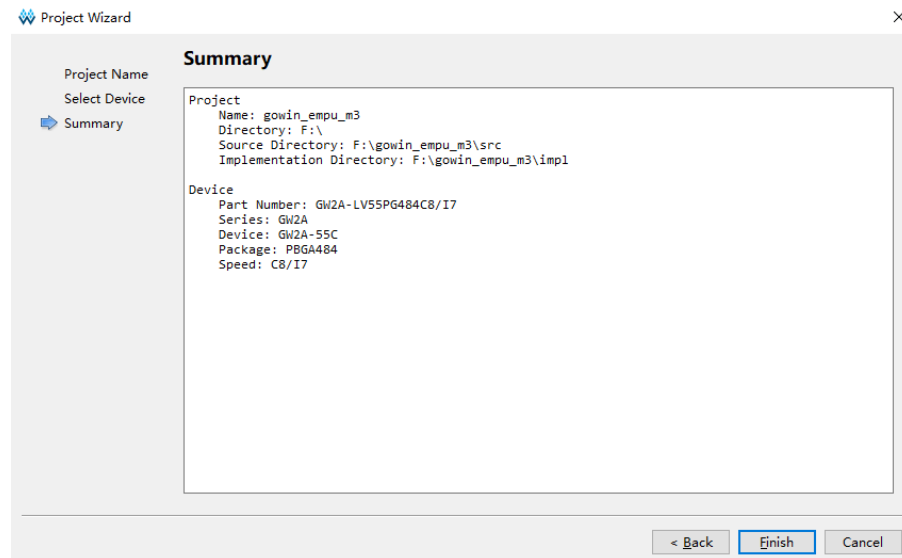 Project Wizard
Project Name
Select Device
Summary
Summary
Project
Name: gowin_empu_m3
Directory: F:\
Source Directory: F:\gowin_empu_m3\src
Implementation Directory: F:\gowin_empu_m3\impl
Device
Part Number: GW2A-LV55PG484C8/I7
Series: GW2A
Device: GW2A-55C
Package: PBGA484
Speed: C8/I7
< Back
Finish
Cancel